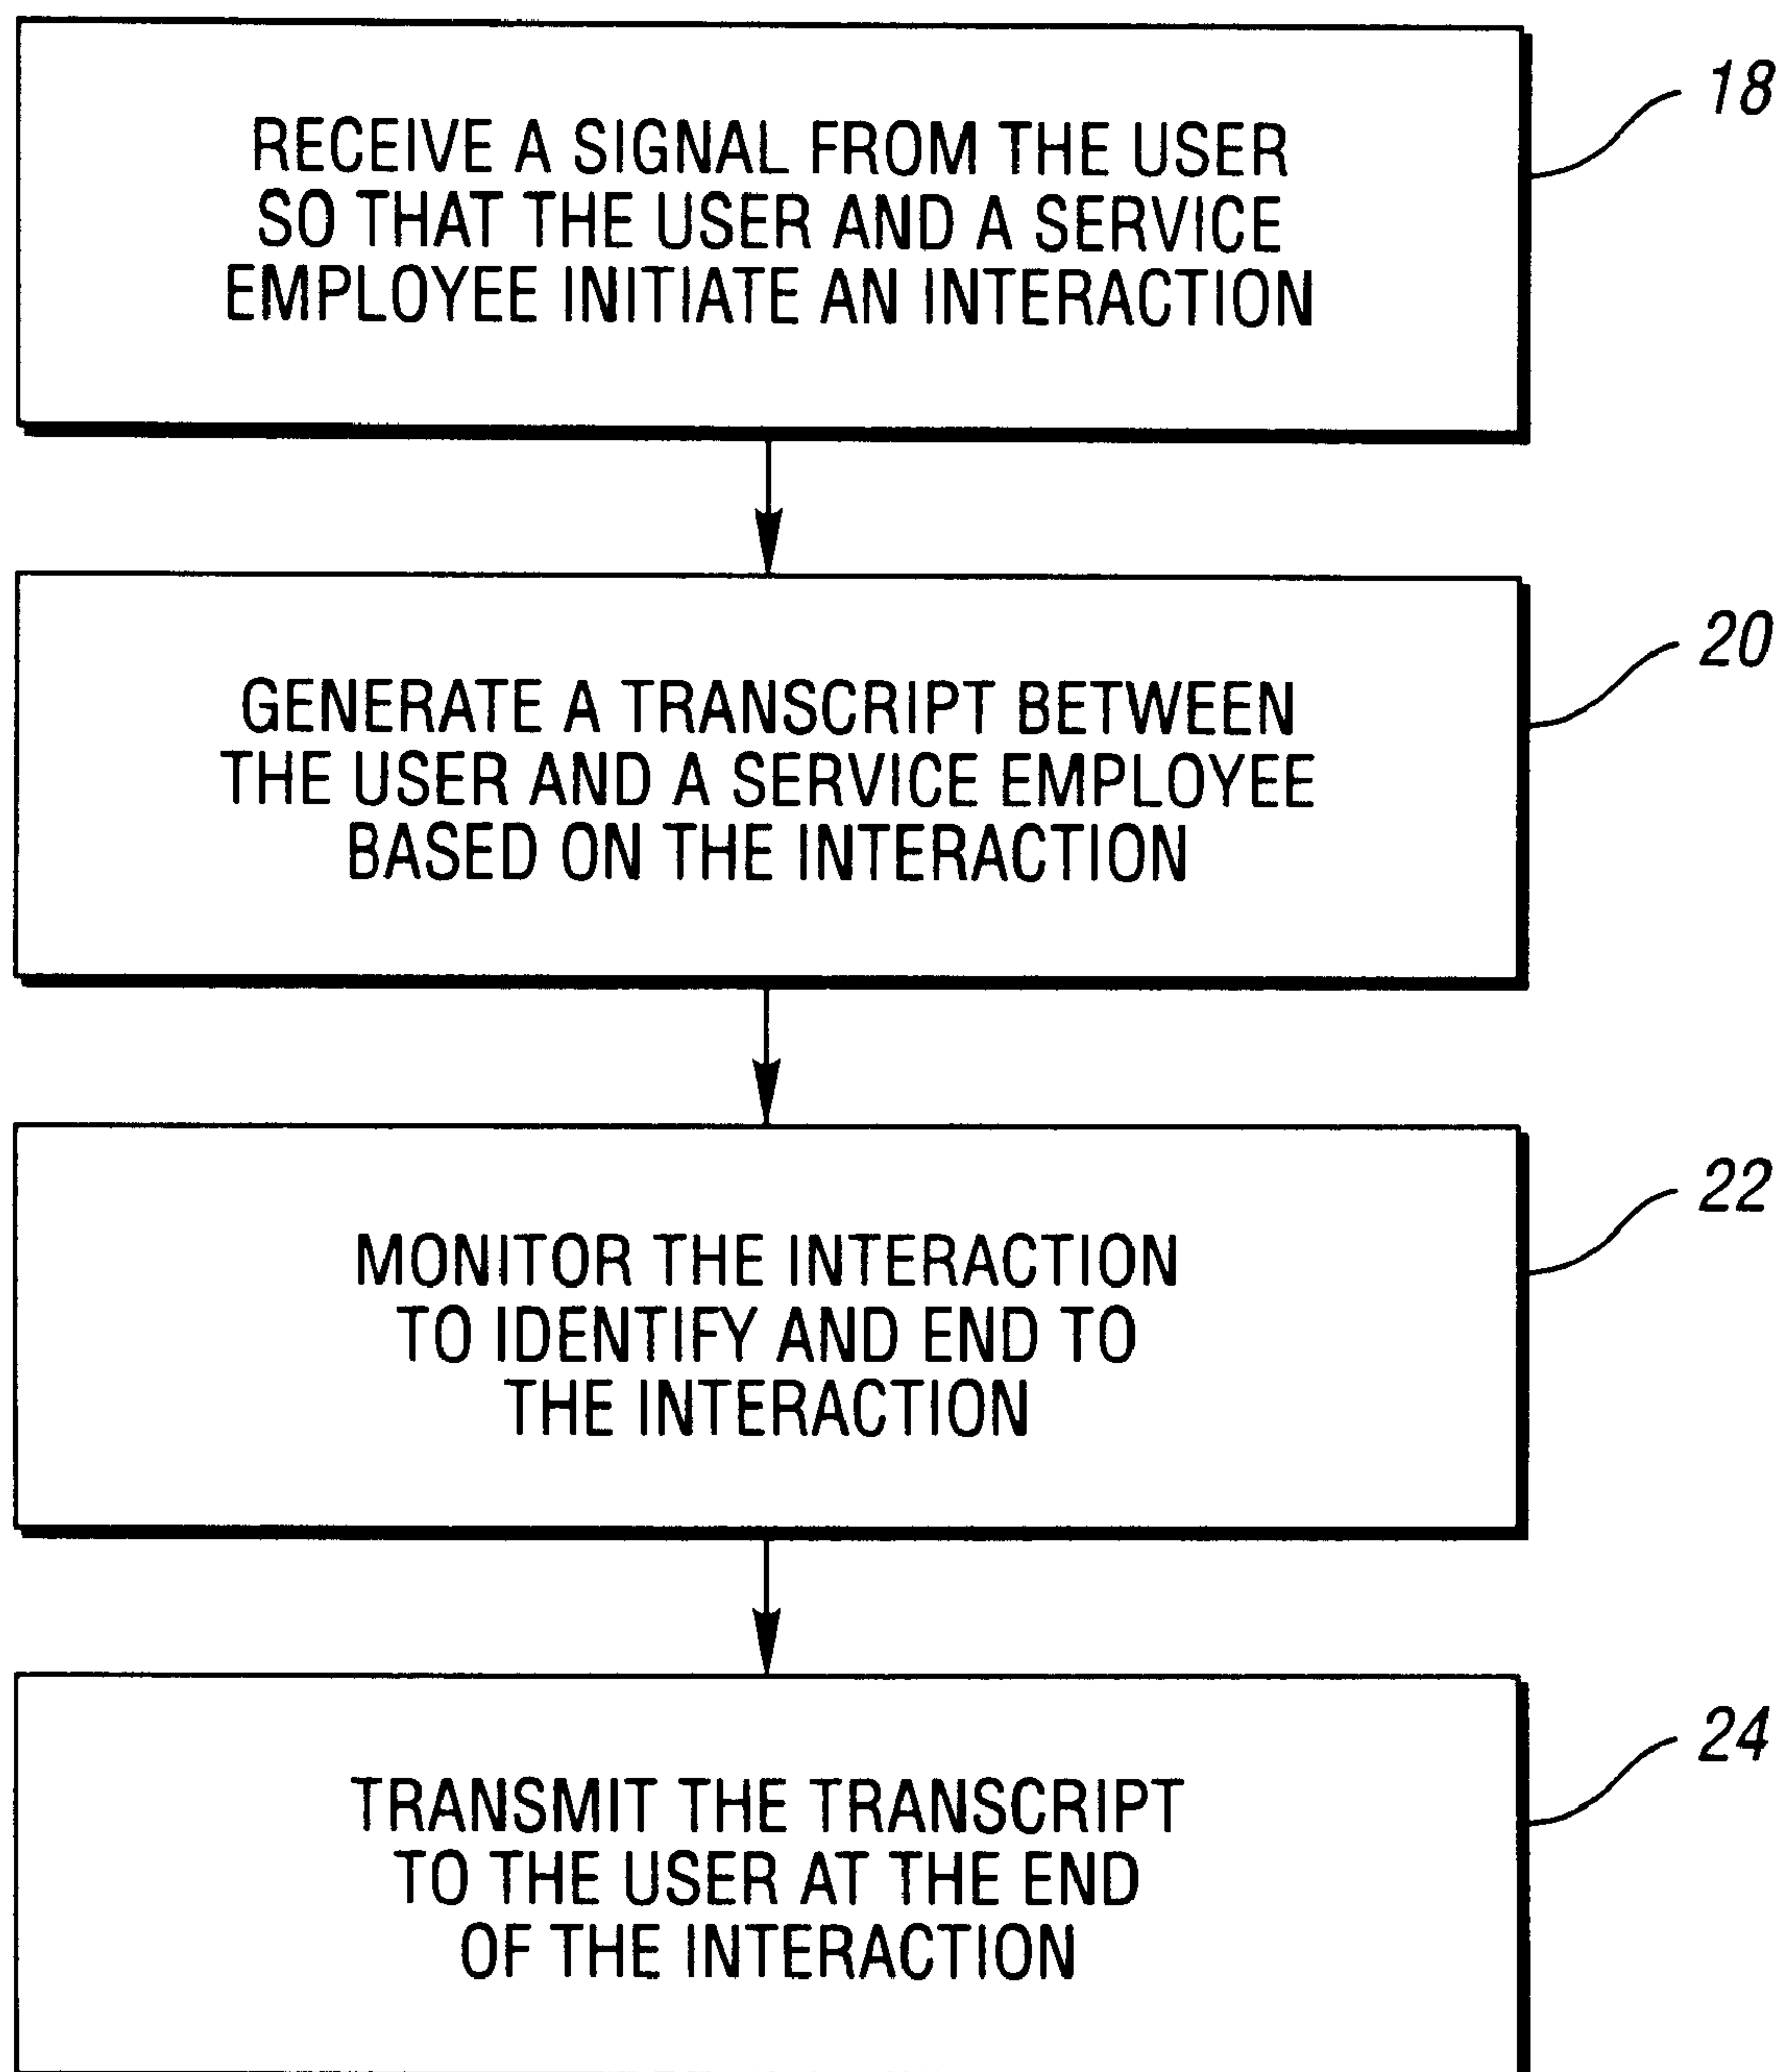 RECEIVE A SIGNAL FROM THE USER
SO THAT THE USER AND A SERVICE
EMPLOYEE INITIATE AN INTERACTION
18
GENERATE A TRANSCRIPT BETWEEN
THE USER AND A SERVICE EMPLOYEE
BASED ON THE INTERACTION
20
MONITOR THE INTERACTION
TO IDENTIFY AND END TO
THE INTERACTION
22
TRANSMIT THE TRANSCRIPT
TO THE USER AT THE END
OF THE INTERACTION
24